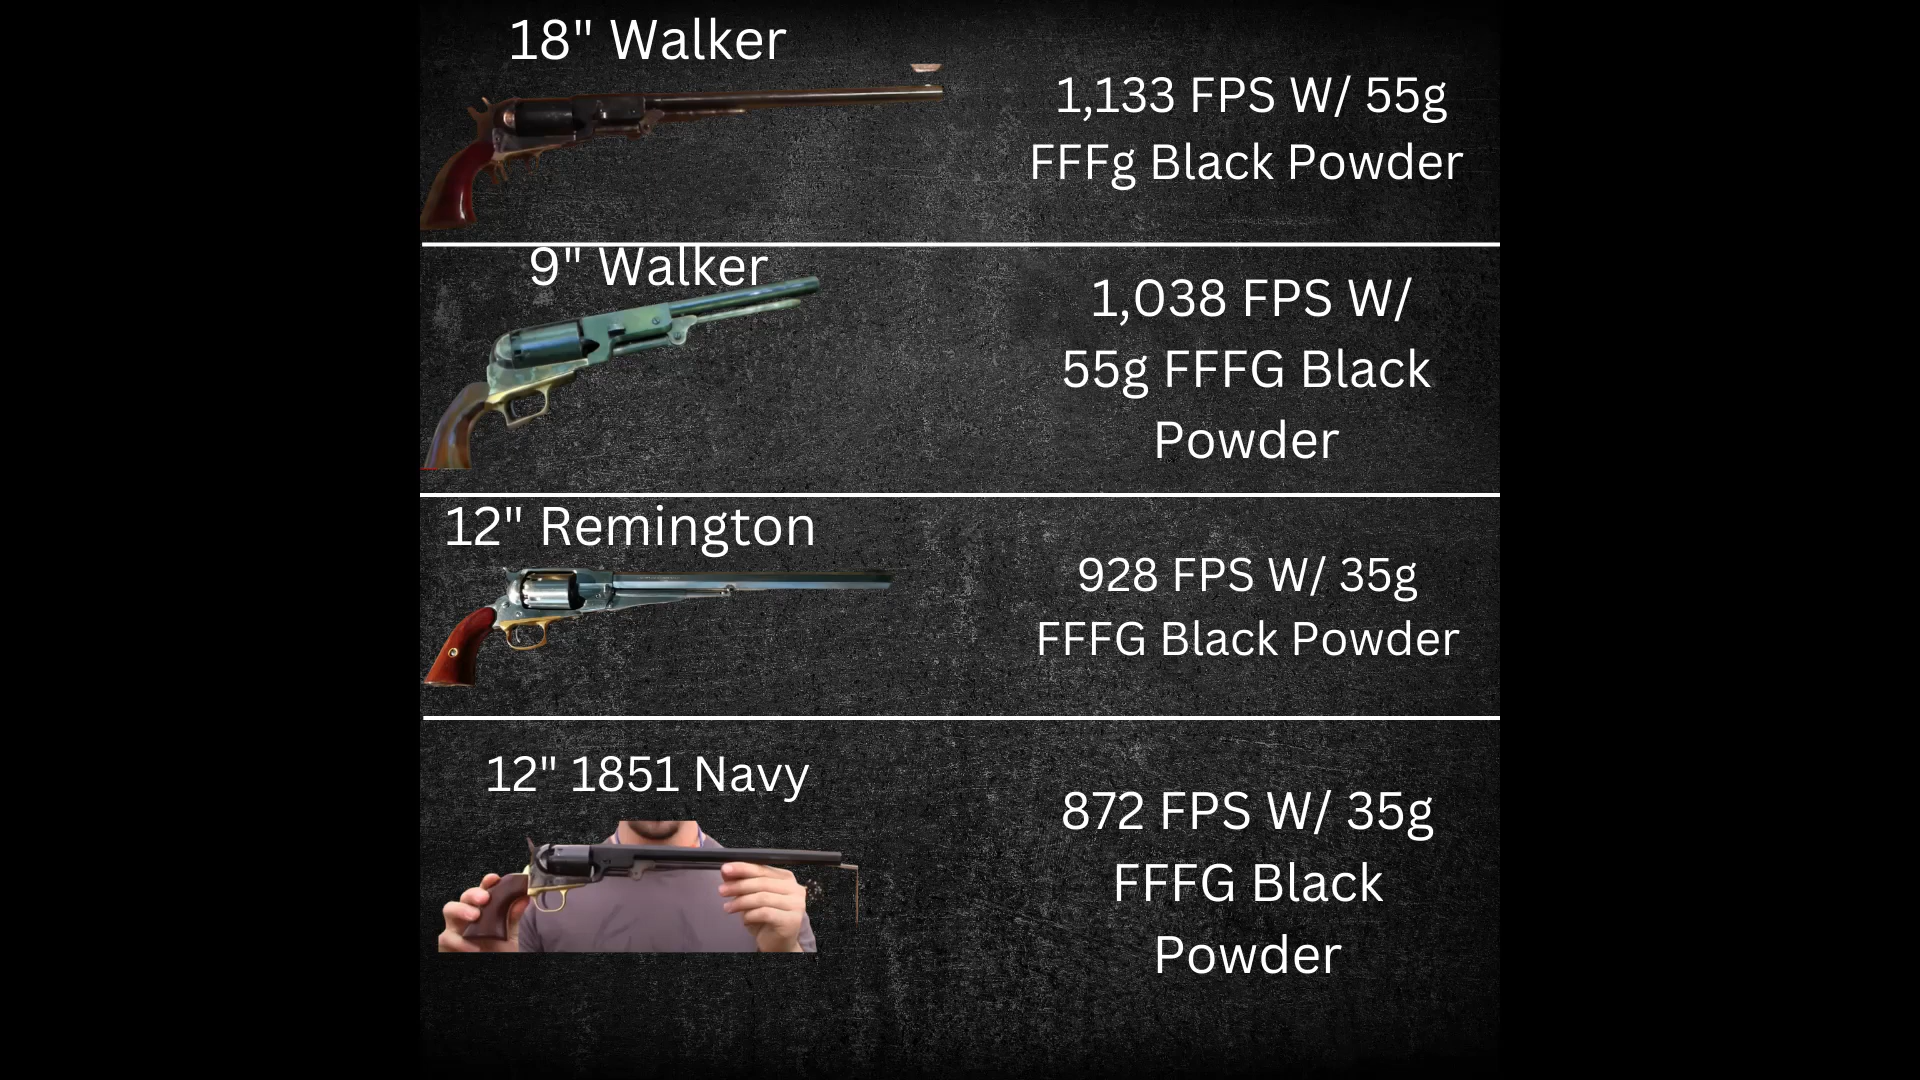 18" Walker
1,133 FPS W/ 55g
FFFg Black Powder
9" Walker
1,038 FPS W/
55g FFFG Black
Powder
12" Remington
928 FPS W/ 35g
FFFG Black Powder
12" 1851 Navy
872 FPS W/ 35g
FFFG Black
Powder